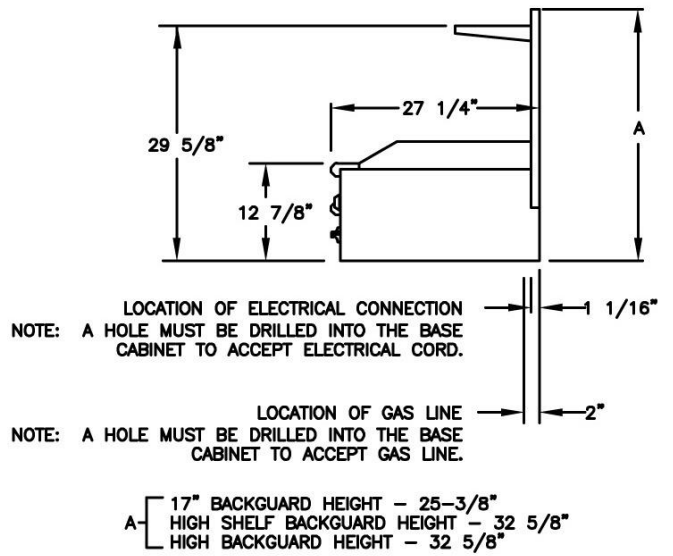 27 1/4"
A
29 5/8"
12 7/8"
LOCATION OF ELECTRICAL CONNECTION
1 1/16"
NOTE: A HOLE MUST BE DRILLED INTO THE BASE
CABINET TO ACCEPT ELECTRICAL CORD.
LOCATION OF GAS LINE
2"
NOTE: A HOLE MUST BE DRILLED INTO THE BASE
CABINET TO ACCEPT GAS LINE.
17" BACKGUARD HEIGHT – 25-3/8"
A- HIGH SHELF BACKGUARD HEIGHT – 32 5/8"
HIGH BACKGUARD HEIGHT – 32 5/8"